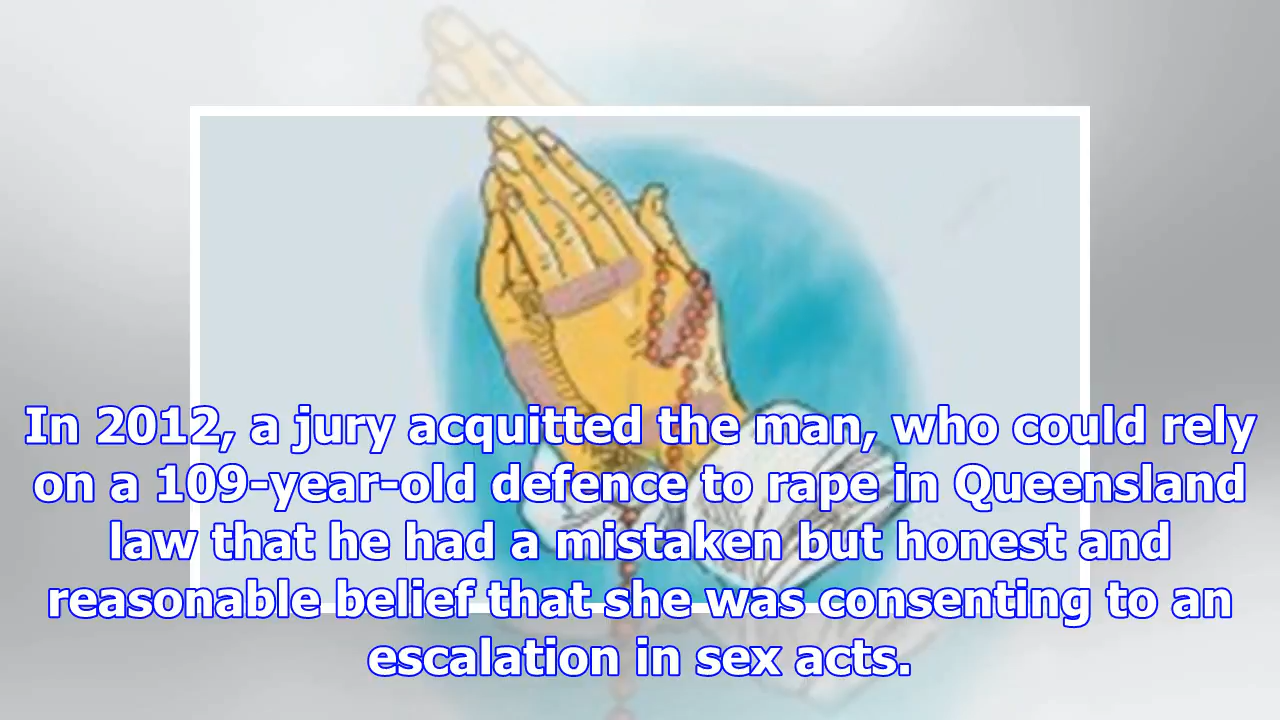 In 2012, a jury acquitted the man, who could rely
on a 109-year-old defence to rape in Queensland
law that he had a mistaken but honest and
reasonable belief that she was consenting to an
escalation in sex acts.